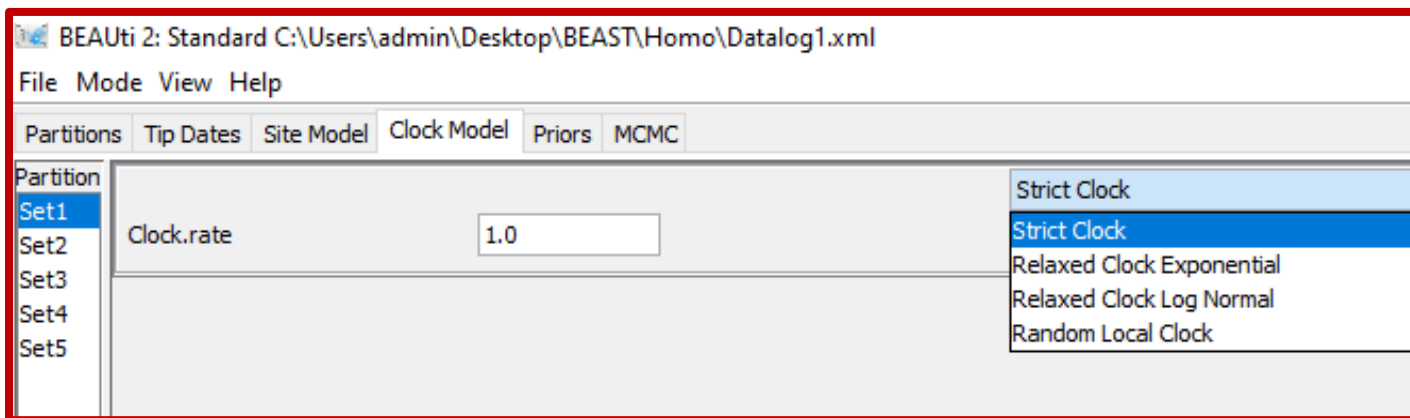 BEAUti 2: Standard C:\Users\admin\Desktop\BEAST\Homo\Datalog1.xml
File Mode View Help
Partitions Tip Dates Site Model Clock Model Priors MCMC
Partition
Set1
Set2
Set3
Set4
Set5
Clock.rate 1.0
Strict Clock
Strict Clock
Relaxed Clock Exponential
Relaxed Clock Log Normal
Random Local Clock